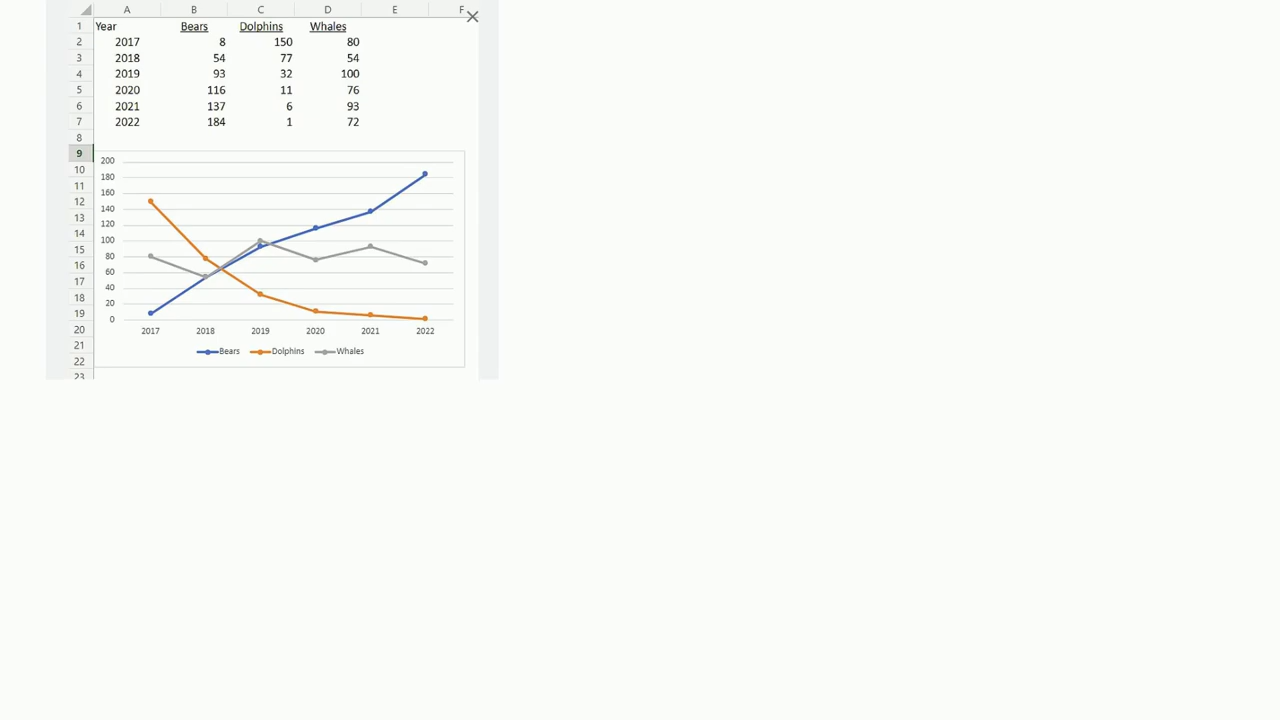 A B C D E F
1 Year Bears Dolphins Whales
2 2017 8 150 80
3 2018 54 77 54
4 2019 93 32 100
5 2020 116 11 76
6 2021 137 6 93
7 2022 184 1 72
8
9
10
11
12
13
14
15
16
17
18
19
20
21
22
23
200
180
160
140
120
100
80
60
40
20
0
2017 2018 2019 2020 2021 2022
Bears Dolphins Whales